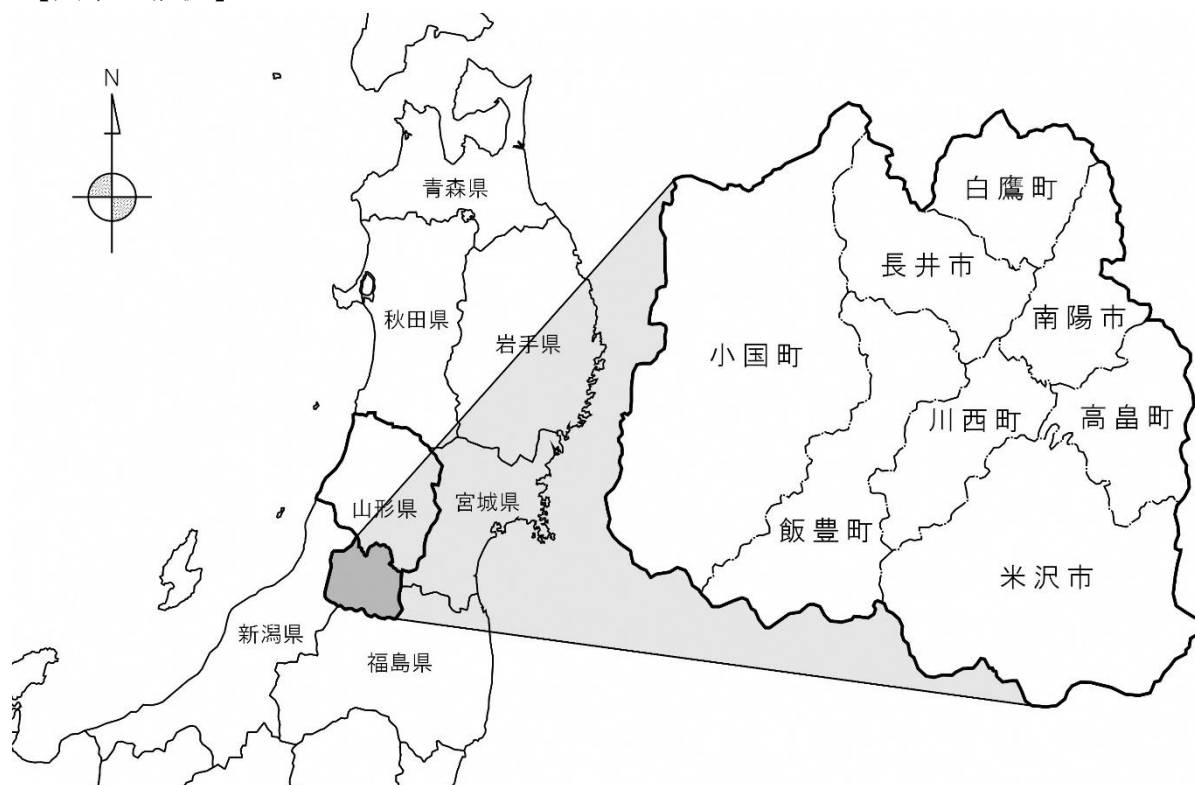 N
青森県
秋田県
岩手県
山形県
宮城県
新潟県
福島県
白鷹町
長井市
南陽市
小国町
川西町
高畠町
飯豊町
米沢市